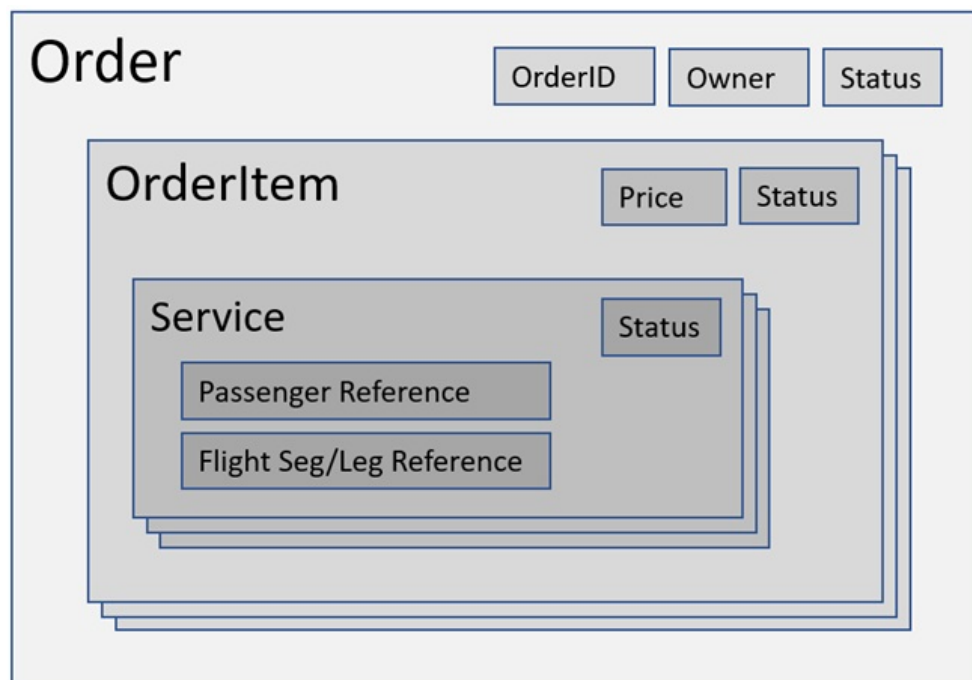 Order
OrderID
Owner
Status
OrderItem
Price
Status
Service
Status
Passenger Reference
Flight Seg/Leg Reference